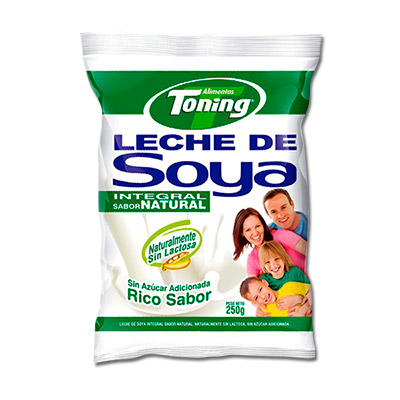 Alimentos
Toning
LECHE DE
Soya
INTEGRAL
SABOR NATURAL
Naturalmente
Sin Lactosa
Sin Azúcar Adicionada
Rico Sabor
PESO NETO
250g
LECHE DE SOYA INTEGRAL SABOR NATURAL, NATURALMENTE SIN LACTOSA, SIN AZÚCAR ADICIONADA